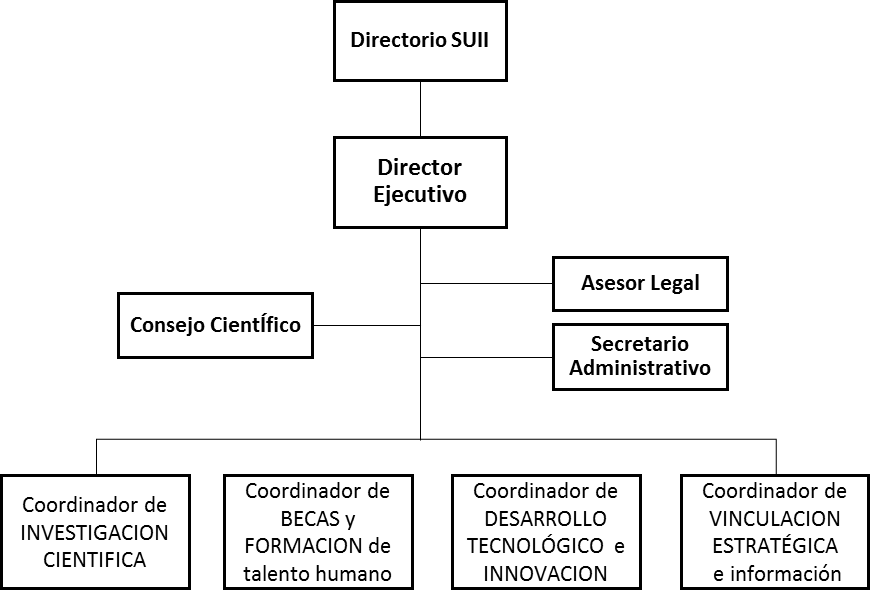 Directorio SUII
Director
Ejecutivo
Asesor Legal
Consejo CientÍfico
Secretario
Administrativo
Coordinador de
INVESTIGACION
CIENTIFICA
Coordinador de
BECAS y
FORMACION de
talento humano
Coordinador de
DESARROLLO
TECNOLÓGICO e
INNOVACION
Coordinador de
VINCULACION
ESTRATÉGICA
e información